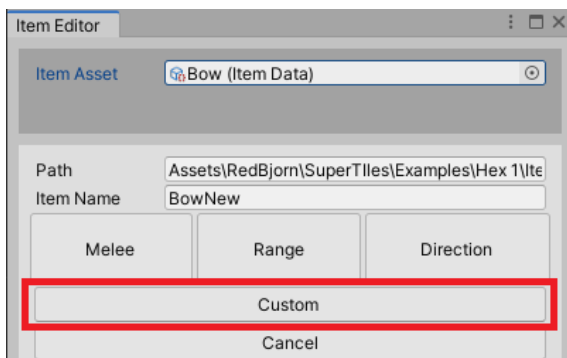 Item Editor
Item Asset Bow (Item Data)
Path Assets\RedBjorn\SuperTIles\Examples\Hex 1\Ite
Item Name BowNew
Melee Range Direction
Custom
Cancel